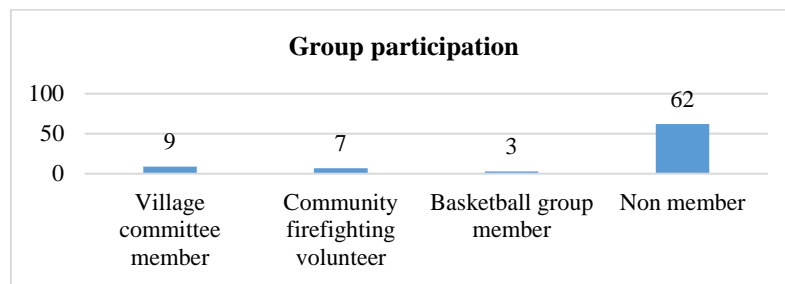 Group participation
100
50
0
9
7
3
62
Village
committee
member
Community
firefighting
volunteer
Basketball group
member
Non member